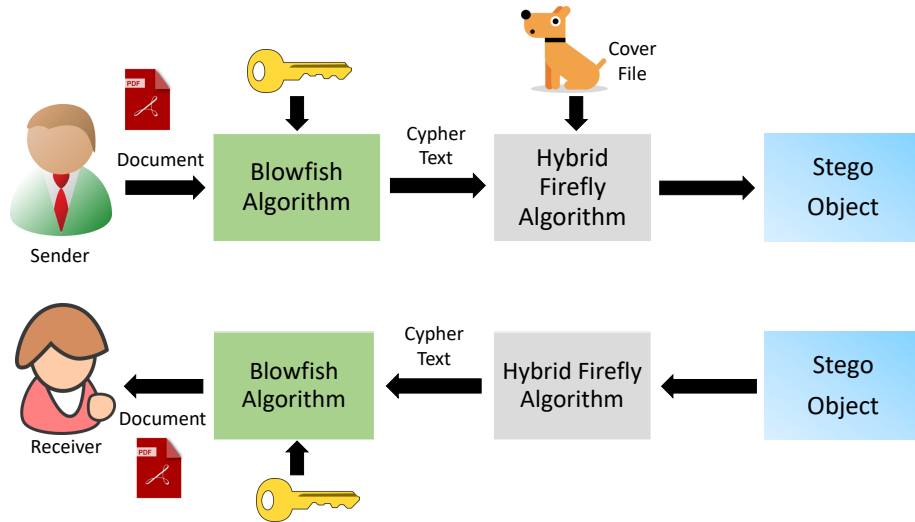 PDF
Document
Sender
Blowfish
Algorithm
Cypher
Text
Cover
File
Hybrid
Firefly
Algorithm
Stego
Object
Receiver
Document
PDF
Blowfish
Algorithm
Cypher
Text
Hybrid Firefly
Algorithm
Stego
Object